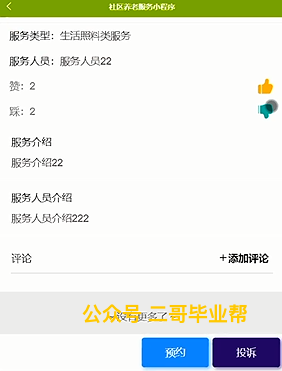 社区养老服务小程序
服务类型：生活照料类服务
服务人员：服务人员22
赞：2
踩：2
服务介绍
服务介绍22
服务人员介绍
服务人员介绍222
评论
+添加评论
没有更多了
公众号:二哥毕业帮
预约
投诉